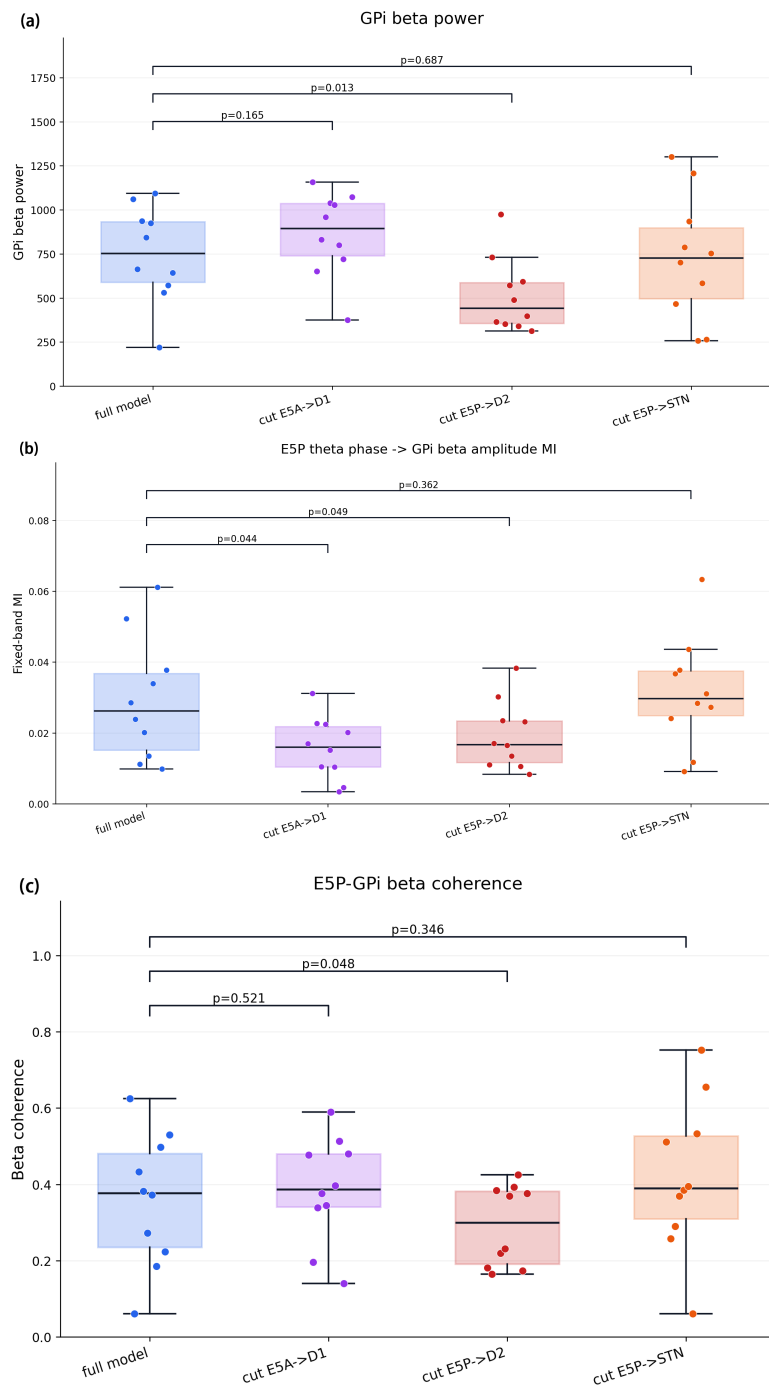 (a)
GPi beta power
GPi beta power
1750
1500
1250
1000
750
500
250
0
p=0.687
p=0.013
p=0.165
full model
cut E5A->D1
cut E5P->D2
cut E5P->STN
(b)
E5P theta phase -> GPi beta amplitude MI
Fixed-band MI
0.08
0.06
0.04
0.02
0.00
p=0.362
p=0.049
p=0.044
full model
cut E5A->D1
cut E5P->D2
cut E5P->STN
(c)
E5P-GPi beta coherence
Beta coherence
1.0
0.8
0.6
0.4
0.2
0.0
p=0.346
p=0.048
p=0.521
full model
cut E5A->D1
cut E5P->D2
cut E5P->STN